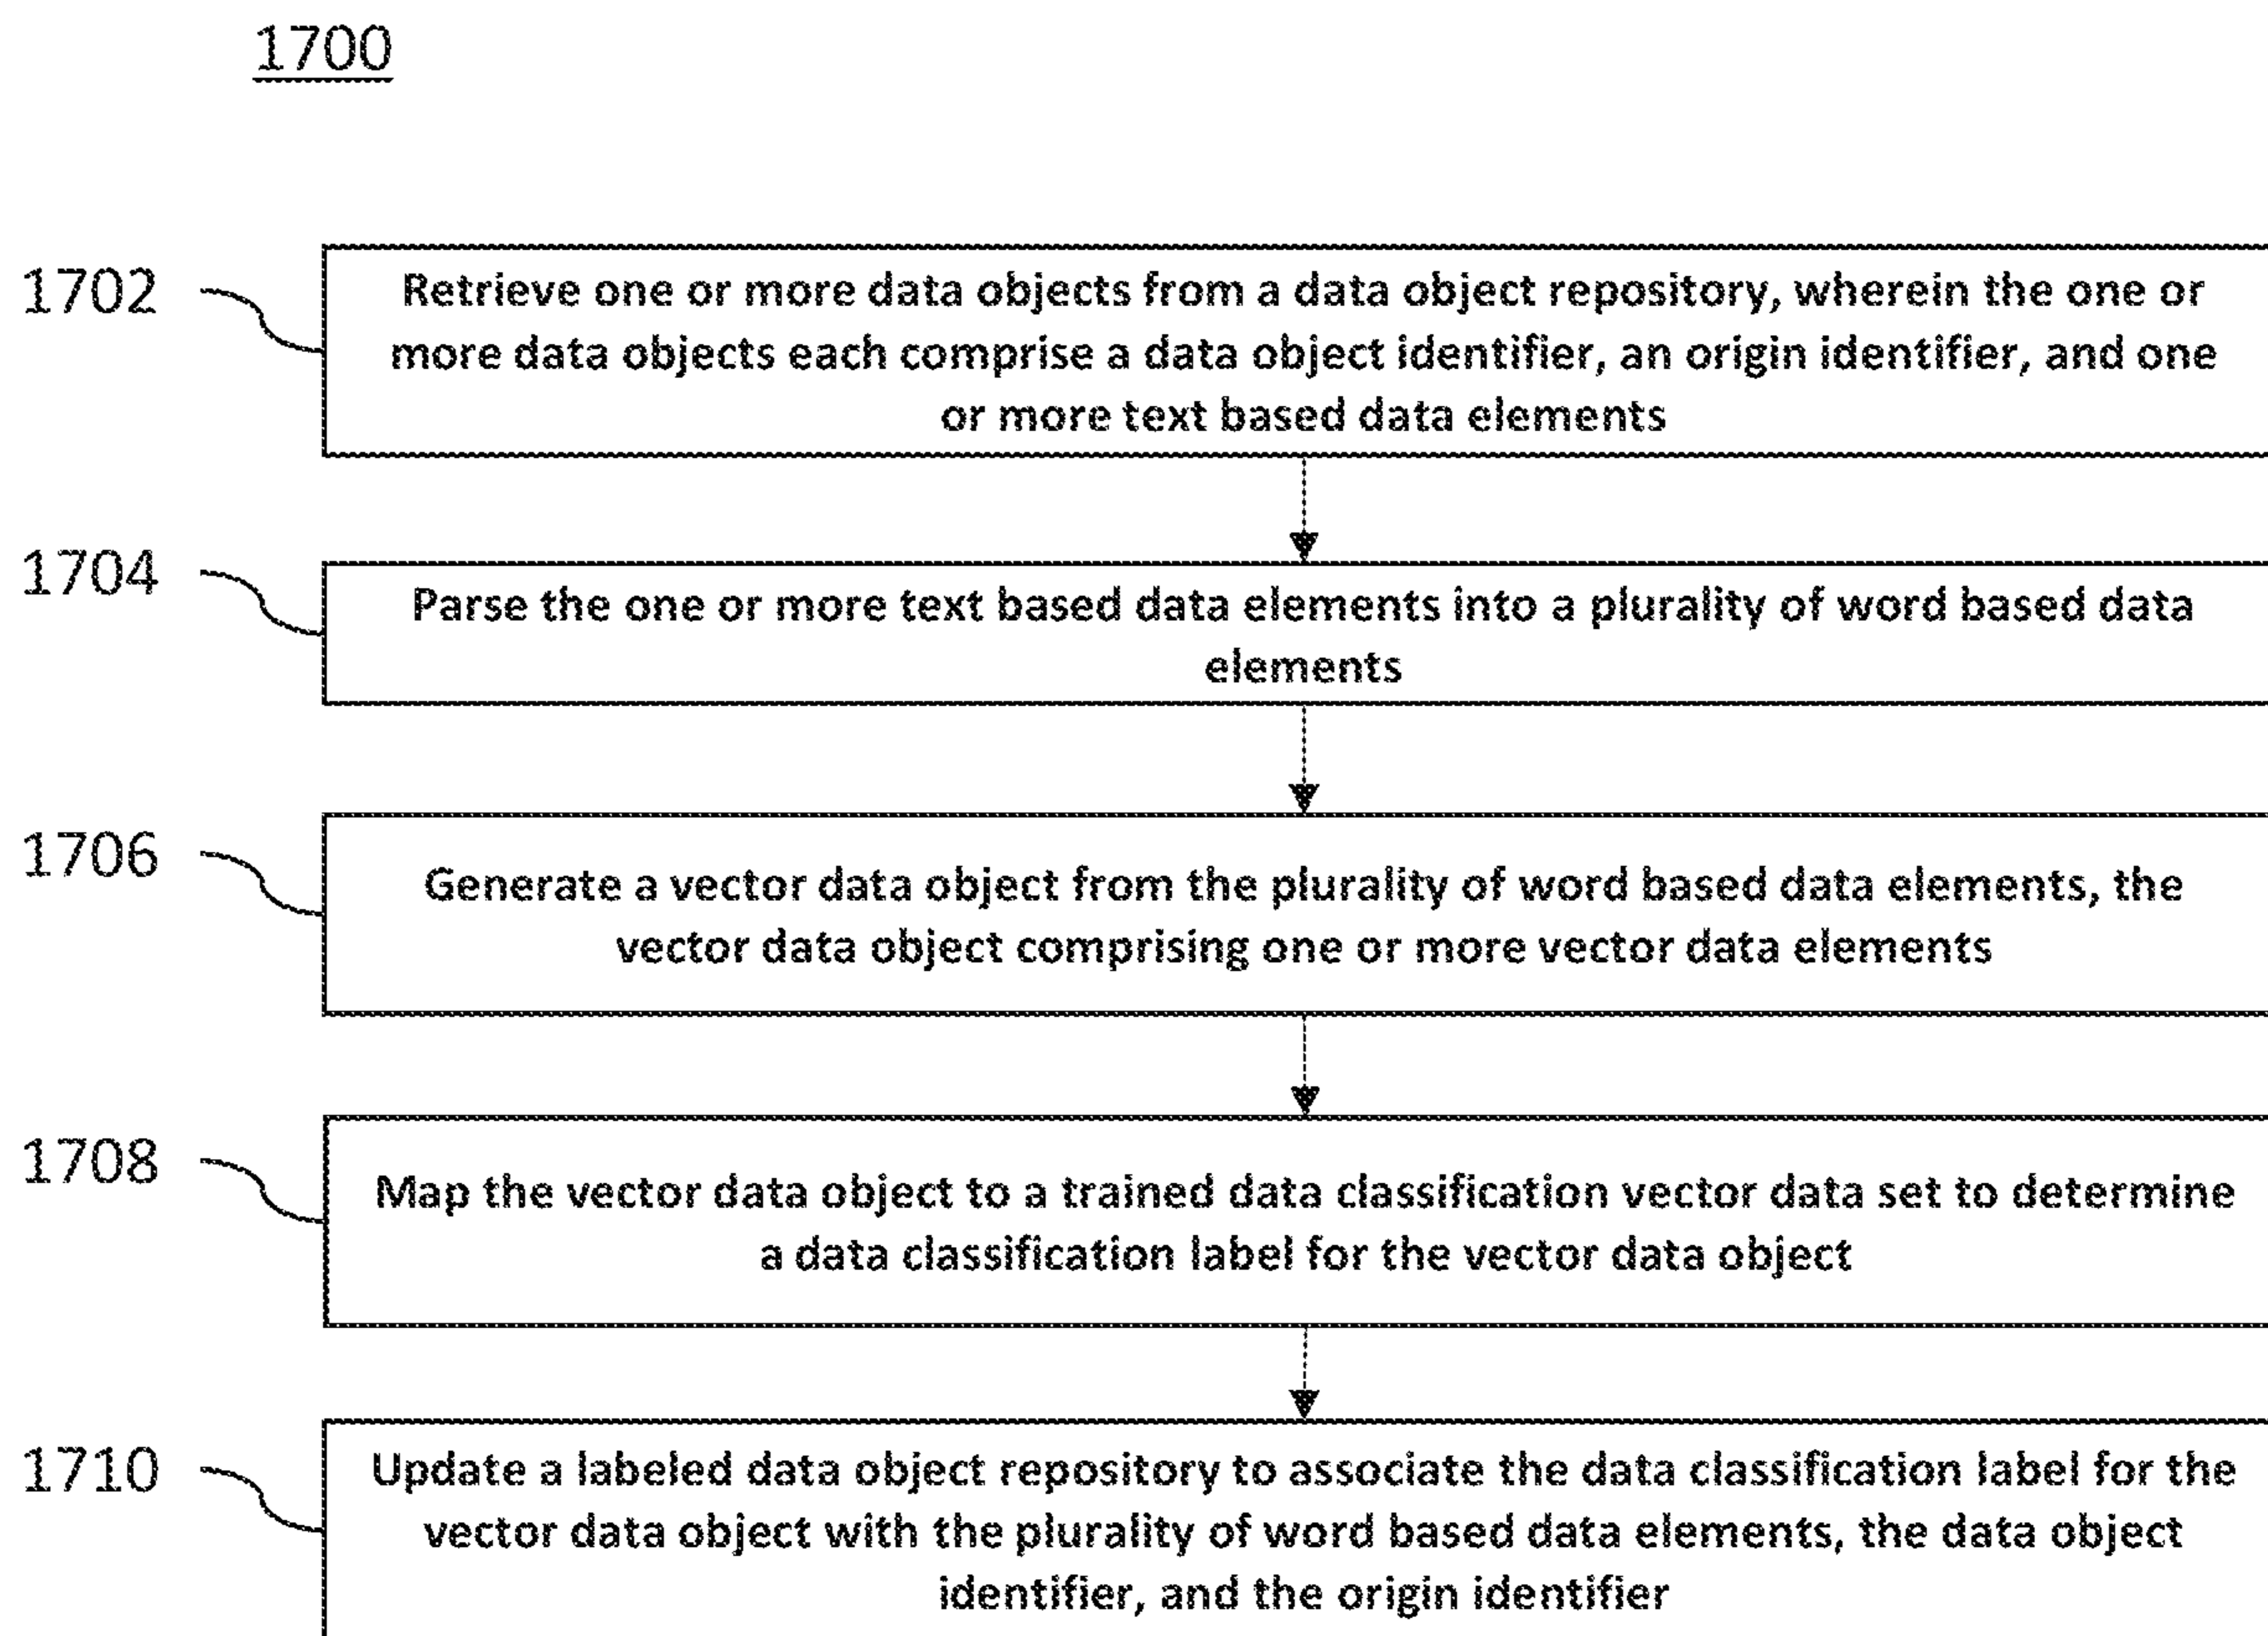 1700
1702
Retrieve one or more data objects from a data object repository, wherein the one or
more data objects each comprise a data object identifier, an origin identifier, and one
or more text based data elements
1704
Parse the one or more text based data elements into a plurality of word based data
elements
1706
Generate a vector data object from the plurality of word based data elements, the
vector data object comprising one or more vector data elements
1708
Map the vector data object to a trained data classification vector data set to determine
a data classification label for the vector data object
1710
Update a labeled data object repository to associate the data classification label for the
vector data object with the plurality of word based data elements, the data object
identifier, and the origin identifier